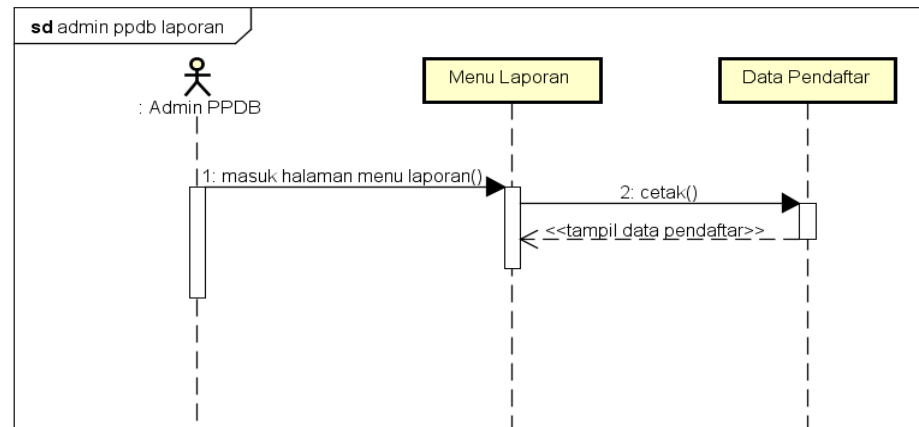 sd admin ppdb laporan
: Admin PPDB
Menu Laporan
Data Pendaftar
1: masuk halaman menu laporan()
2: cetak()
<<tampil data pendaftar>>